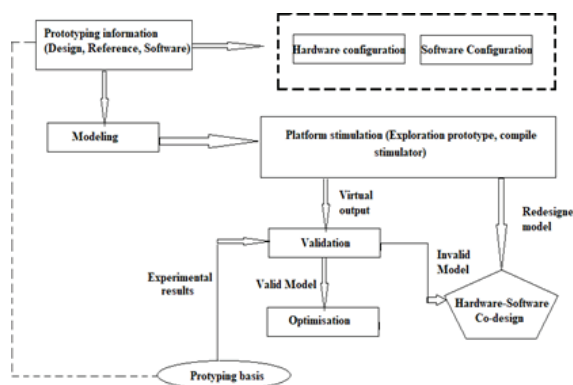 Prototyping information
(Design, Reference, Software)
Hardware configuration
Software Configuration
Modeling
Platform stimulation (Exploration prototype, compile
stimulator)
Virtual
output
Redesigne
model
Validation
Invalid
Model
Experimental
results
Valid Model
Hardware-Software
Co-design
Optimisation
Protyping basis